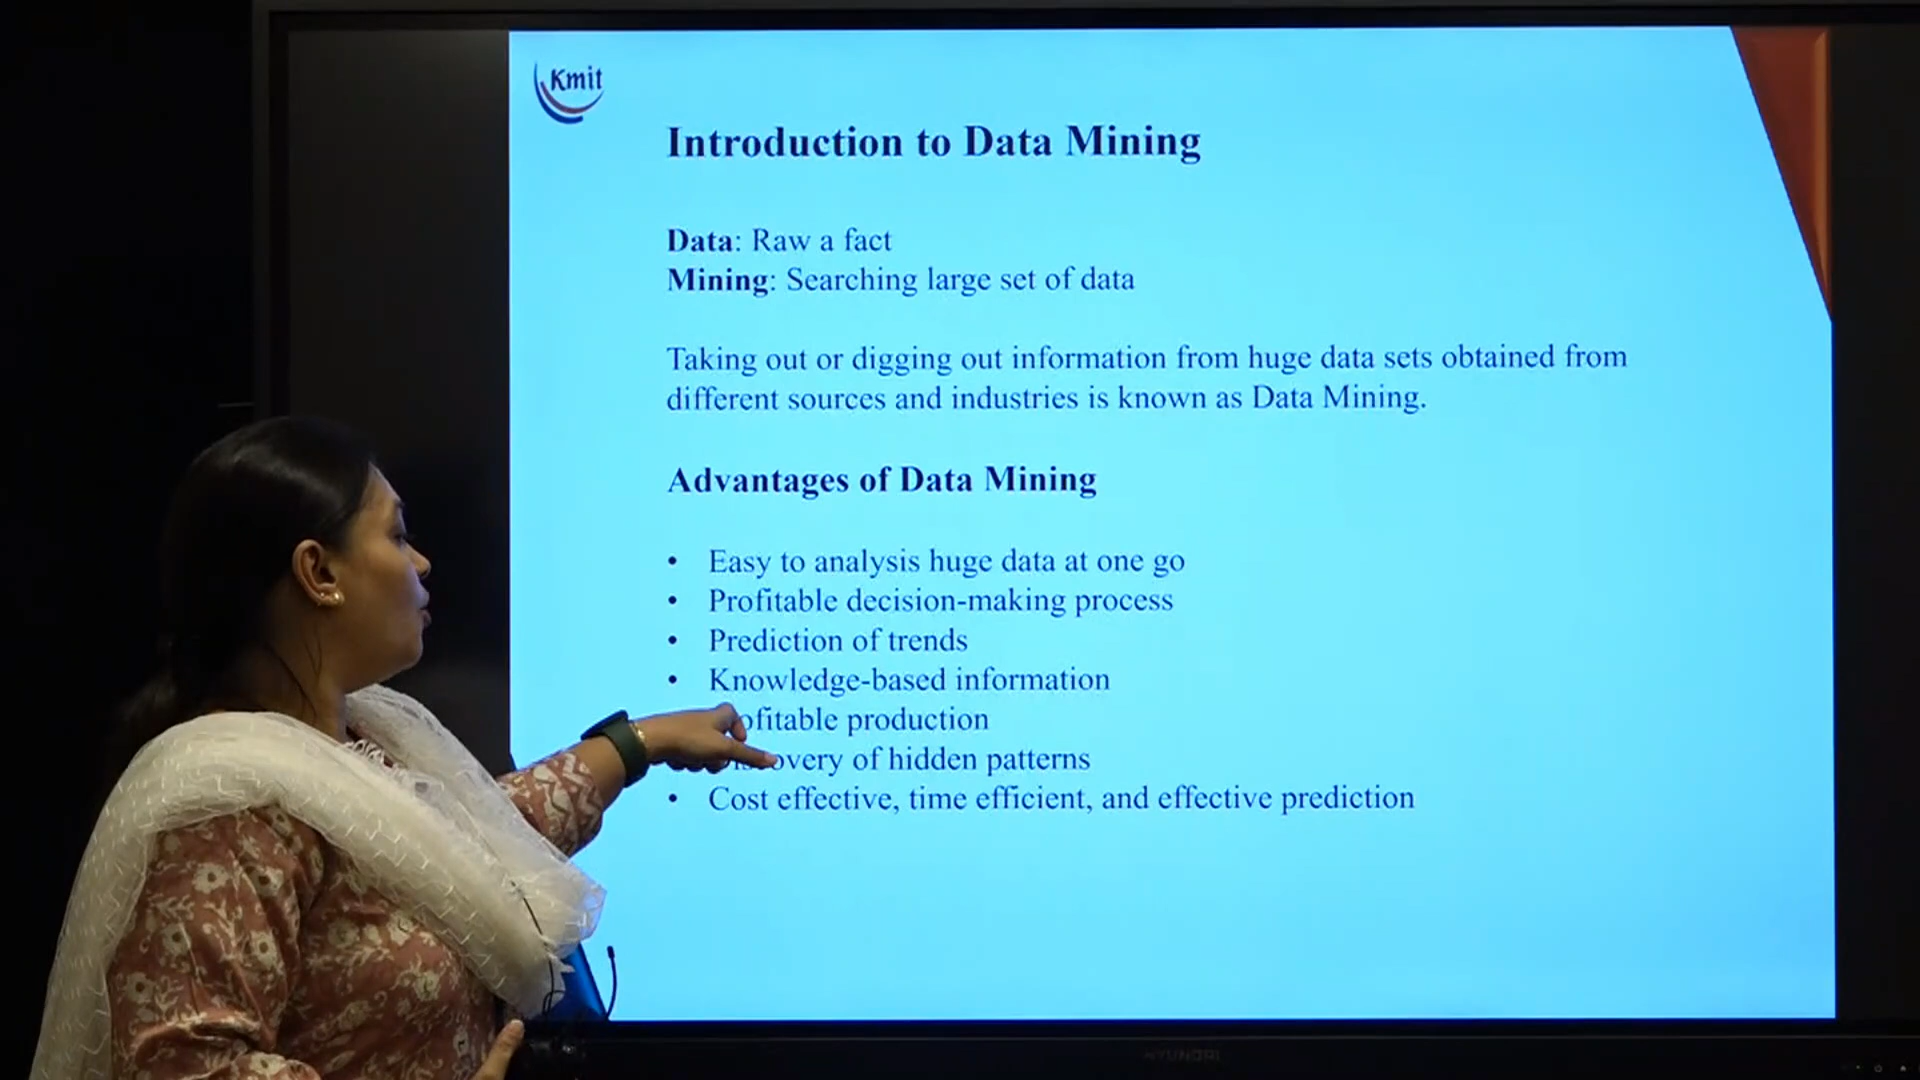 Kmit
Introduction to Data Mining
Data: Raw a fact
Mining: Searching large set of data
Taking out or digging out information from huge data sets obtained from
different sources and industries is known as Data Mining.
Advantages of Data Mining
• Easy to analysis huge data at one go
• Profitable decision-making process
• Prediction of trends
• Knowledge-based information
ofitable production
overy of hidden patterns
• Cost effective, time efficient, and effective prediction
HYUNDAI